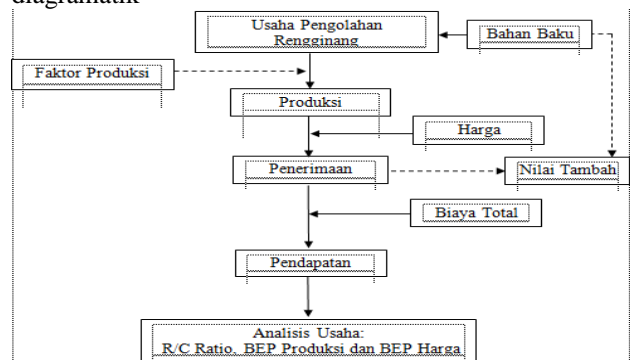 diagramatik
Usaha Pengolahan
Rengginang
Bahan Baku
Faktor Produksi
Produksi
Harga
Penerimaan
Nilai Tambah
Biaya Total
Pendapatan
Analisis Usaha:
R/C Ratio, BEP Produksi dan BEP Harga